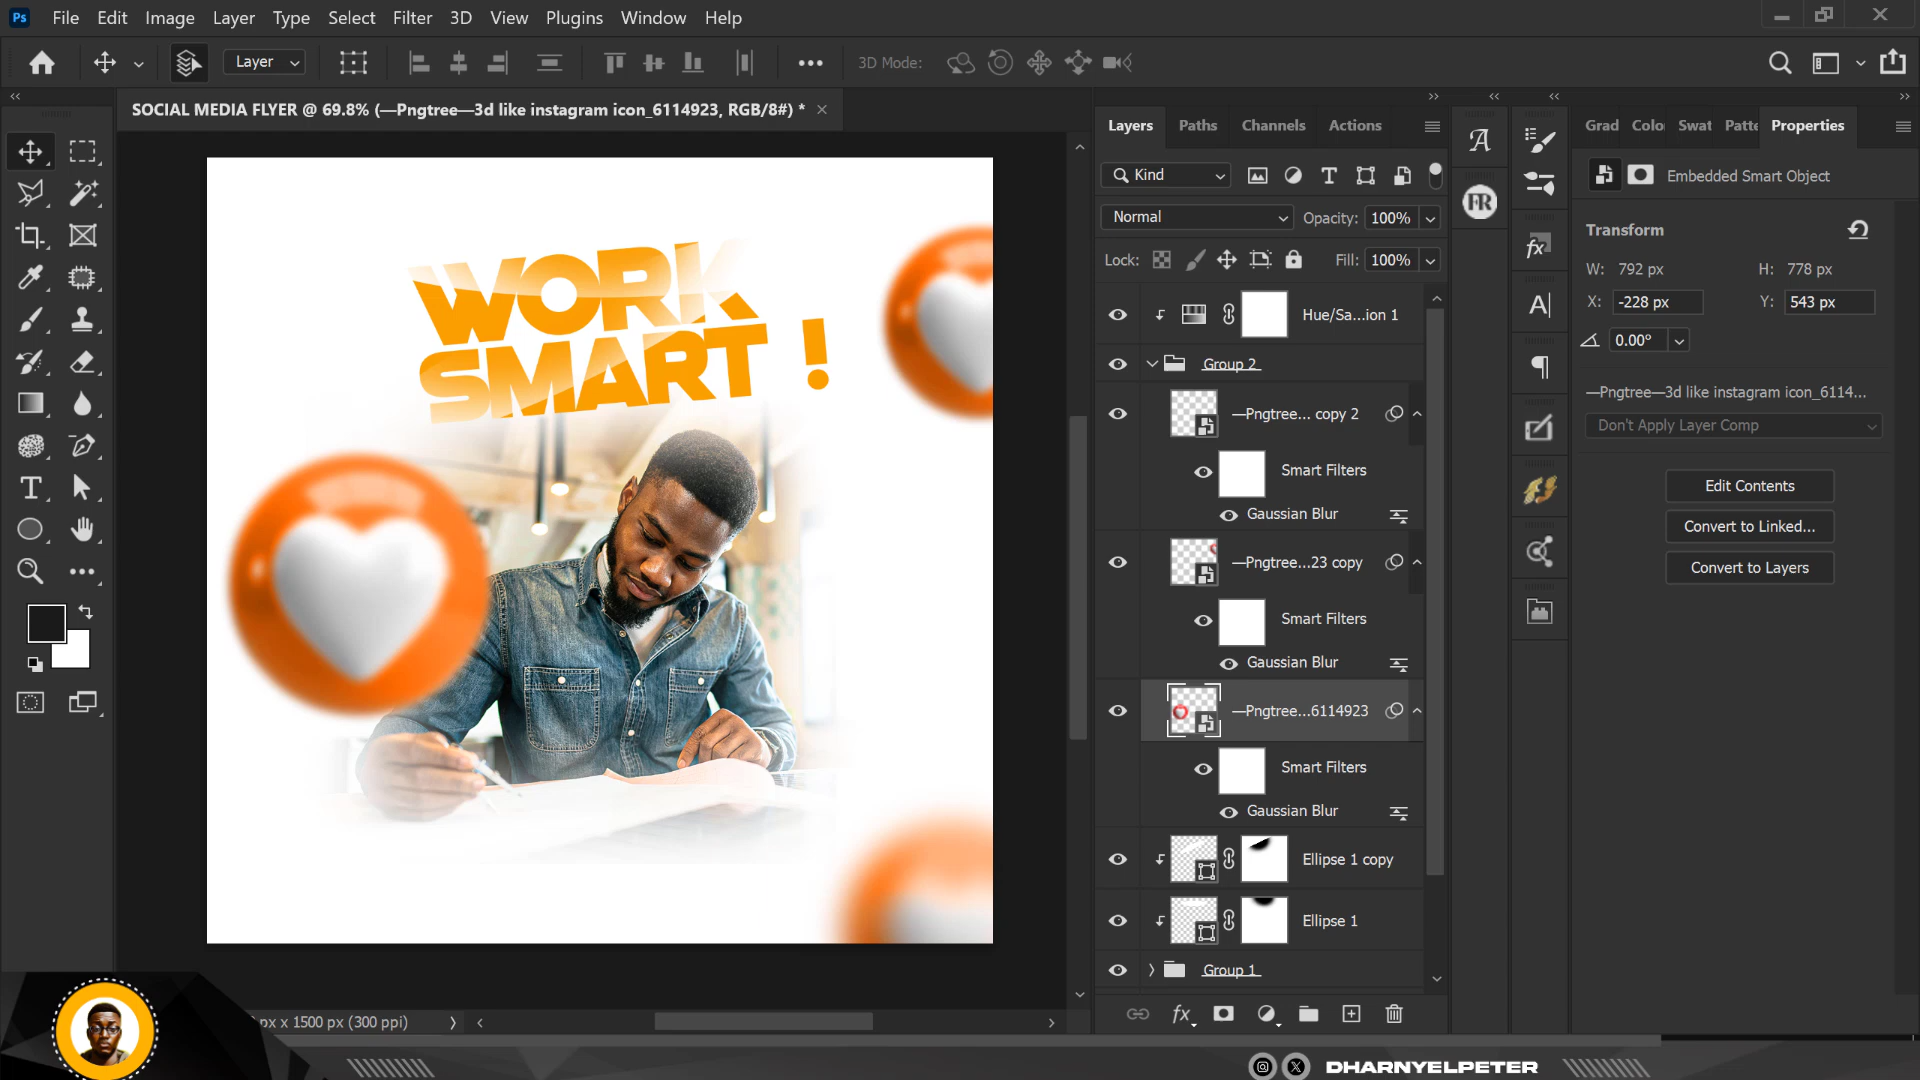 Ps File Edit Image Layer Type Select Filter 3D View Plugins Window Help
Layer 3D Mode:
SOCIAL MEDIA FLYER @ 69.8% (—Pngtree—3d like instagram icon_6114923, RGB/8#) * ×
WORK
SMART !
px x 1500 px (300 ppi)
Layers Paths Channels Actions
Kind
Normal Opacity: 100%
Lock: Fill: 100%
Hue/Sa...ion 1
Group 2
—Pngtree... copy 2
Smart Filters
Gaussian Blur
—Pngtree...23 copy
Smart Filters
Gaussian Blur
—Pngtree...6114923
Smart Filters
Gaussian Blur
Ellipse 1 copy
Ellipse 1
Group 1
fx
A
FR
fx
A|
Grad Colo Swat Patte Properties
Embedded Smart Object
Transform
W: 792 px H: 778 px
X: -228 px Y: 543 px
0.00°
—Pngtree—3d like instagram icon_6114...
Don't Apply Layer Comp
Edit Contents
Convert to Linked...
Convert to Layers
DHARNYELPETER